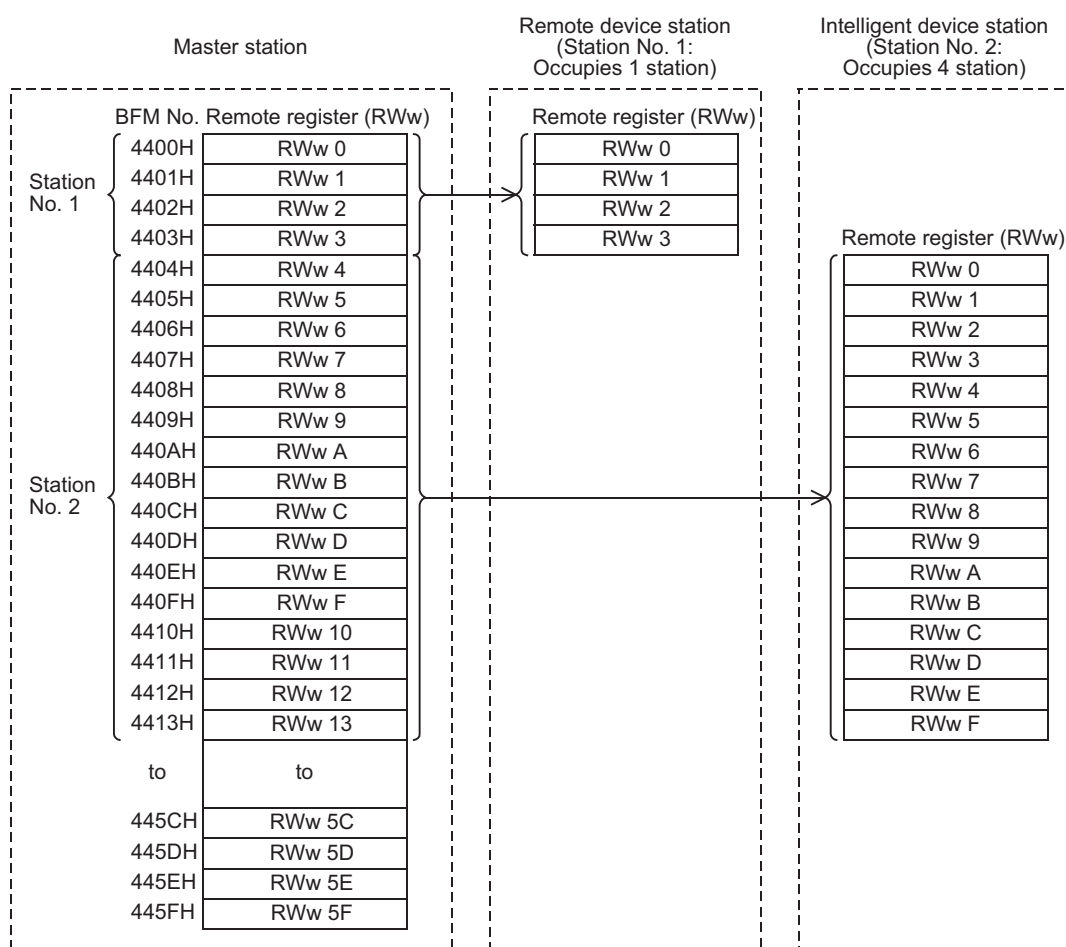 Master station
Remote device station
(Station No. 1:
Occupies 1 station)
Intelligent device station
(Station No. 2:
Occupies 4 station)
BFM No. Remote register (RWw)
Station
No. 1
4400H RWw 0
4401H RWw 1
4402H RWw 2
4403H RWw 3
Station
No. 2
4404H RWw 4
4405H RWw 5
4406H RWw 6
4407H RWw 7
4408H RWw 8
4409H RWw 9
440AH RWw A
440BH RWw B
440CH RWw C
440DH RWw D
440EH RWw E
440FH RWw F
4410H RWw 10
4411H RWw 11
4412H RWw 12
4413H RWw 13
to to
445CH RWw 5C
445DH RWw 5D
445EH RWw 5E
445FH RWw 5F
Remote register (RWw)
RWw 0
RWw 1
RWw 2
RWw 3
Remote register (RWw)
RWw 0
RWw 1
RWw 2
RWw 3
RWw 4
RWw 5
RWw 6
RWw 7
RWw 8
RWw 9
RWw A
RWw B
RWw C
RWw D
RWw E
RWw F